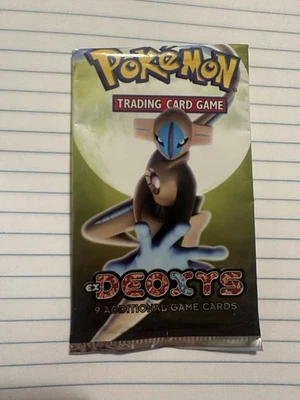 POKéMON
TRADING CARD GAME
ex DEOXYS
9 ADDITIONAL GAME CARDS